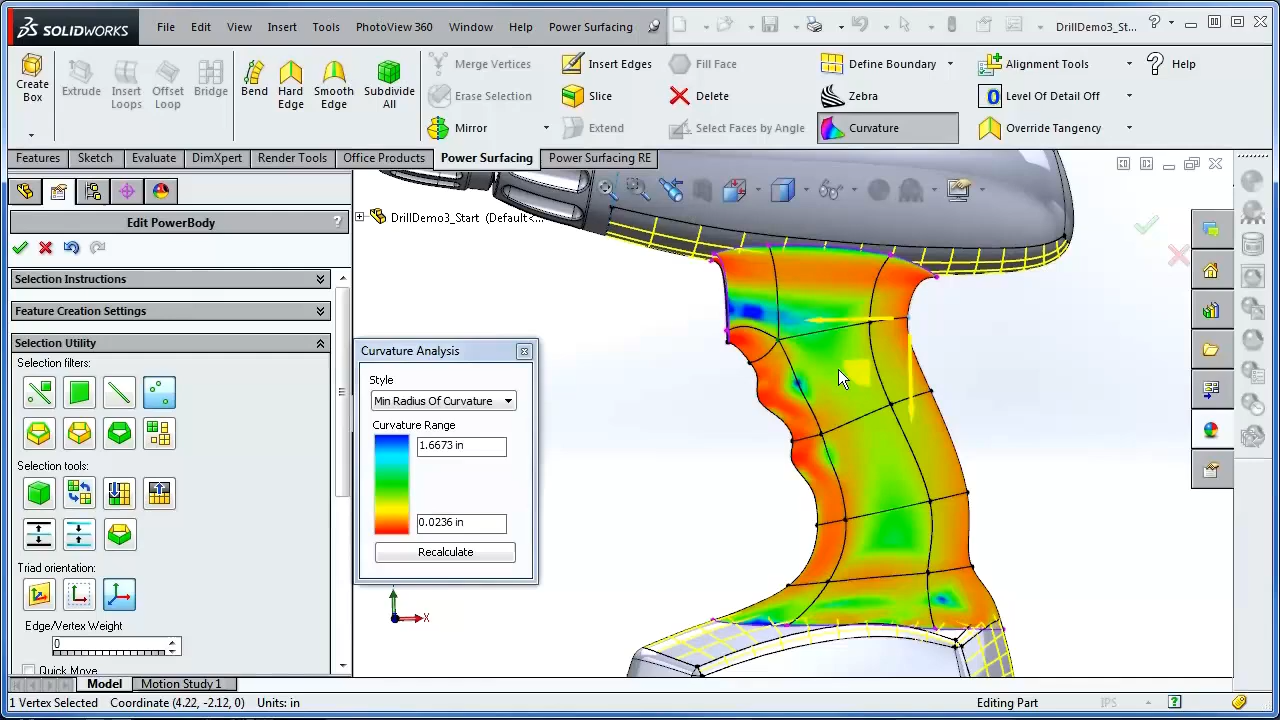 SOLIDWORKS File Edit View Insert Tools PhotoView 360 Window Help Power Surfacing DrillDemo3_St... ?
Create Box
Extrude
Insert Loops
Offset Loop
Bridge
Bend
Hard Edge
Smooth Edge
Subdivide All
Merge Vertices
Erase Selection
Mirror
Insert Edges
Slice
Extend
Fill Face
Delete
Select Faces by Angle
Define Boundary
Zebra
Curvature
Alignment Tools
Level Of Detail Off
Override Tangency
Help
Features Sketch Evaluate DimXpert Render Tools Office Products Power Surfacing Power Surfacing RE
Edit PowerBody ?
Selection Instructions
Feature Creation Settings
Selection Utility
Selection filters:
Selection tools:
Triad orientation:
Edge/Vertex Weight
0
Quick Move
DrillDemo3_Start (Default<...
Curvature Analysis
Style
Min Radius Of Curvature
Curvature Range
1.6673 in
0.0236 in
Recalculate
X
Model Motion Study 1
1 Vertex Selected Coordinate (4.22, -2.12, 0) Units: in Editing Part IPS ?